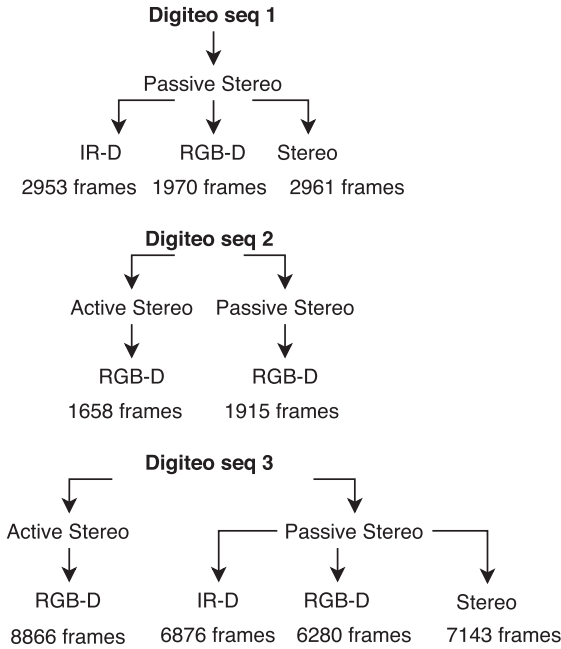 Digiteo seq 1
Passive Stereo
IR-D RGB-D Stereo
2953 frames 1970 frames 2961 frames
Digiteo seq 2
Active Stereo Passive Stereo
RGB-D RGB-D
1658 frames 1915 frames
Digiteo seq 3
Active Stereo Passive Stereo
RGB-D IR-D RGB-D Stereo
8866 frames 6876 frames 6280 frames 7143 frames